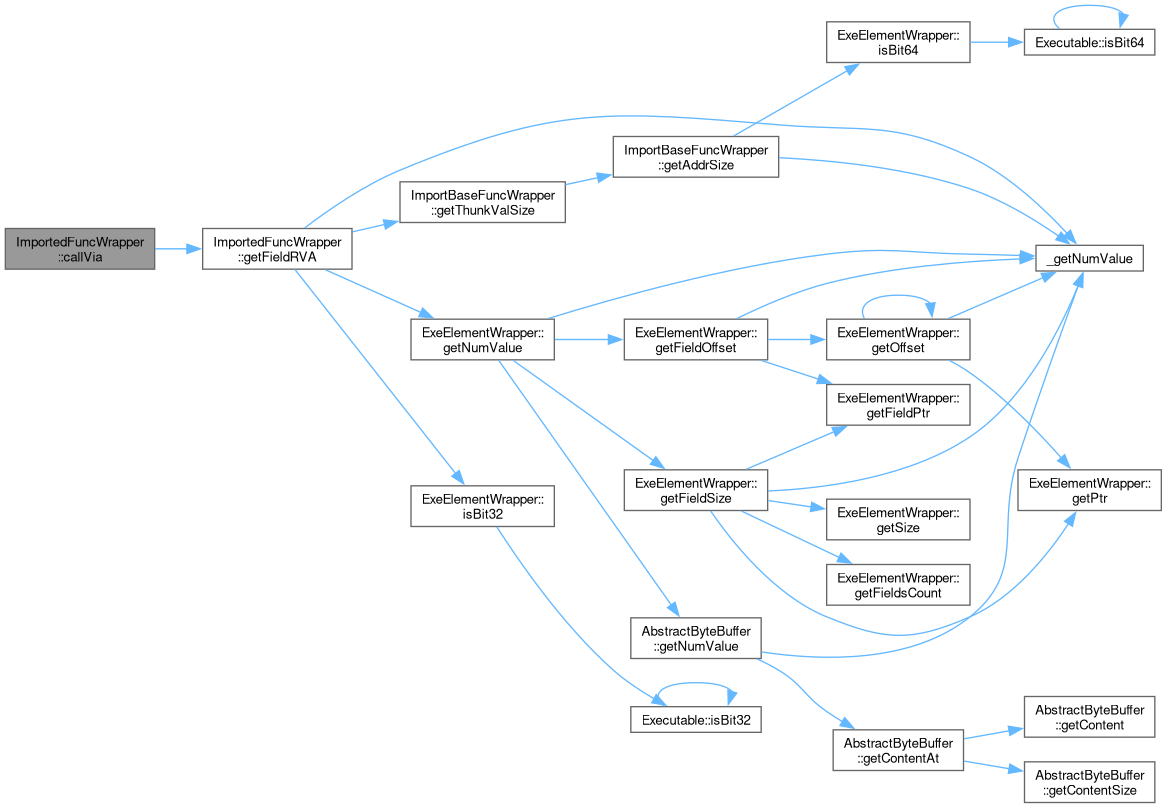 ExeElementWrapper::
isBit64
Executable::isBit64
ImportBaseFuncWrapper
::getAddrSize
ImportBaseFuncWrapper
::getThunkValSize
ImportedFuncWrapper
::callVia
ImportedFuncWrapper
::getFieldRVA
_getNumValue
ExeElementWrapper::
getNumValue
ExeElementWrapper::
getFieldOffset
ExeElementWrapper::
getOffset
ExeElementWrapper::
getFieldPtr
ExeElementWrapper::
getFieldSize
ExeElementWrapper::
getPtr
ExeElementWrapper::
isBit32
ExeElementWrapper::
getSize
ExeElementWrapper::
getFieldsCount
AbstractByteBuffer
::getNumValue
Executable::isBit32
AbstractByteBuffer
::getContentAt
AbstractByteBuffer
::getContent
AbstractByteBuffer
::getContentSize